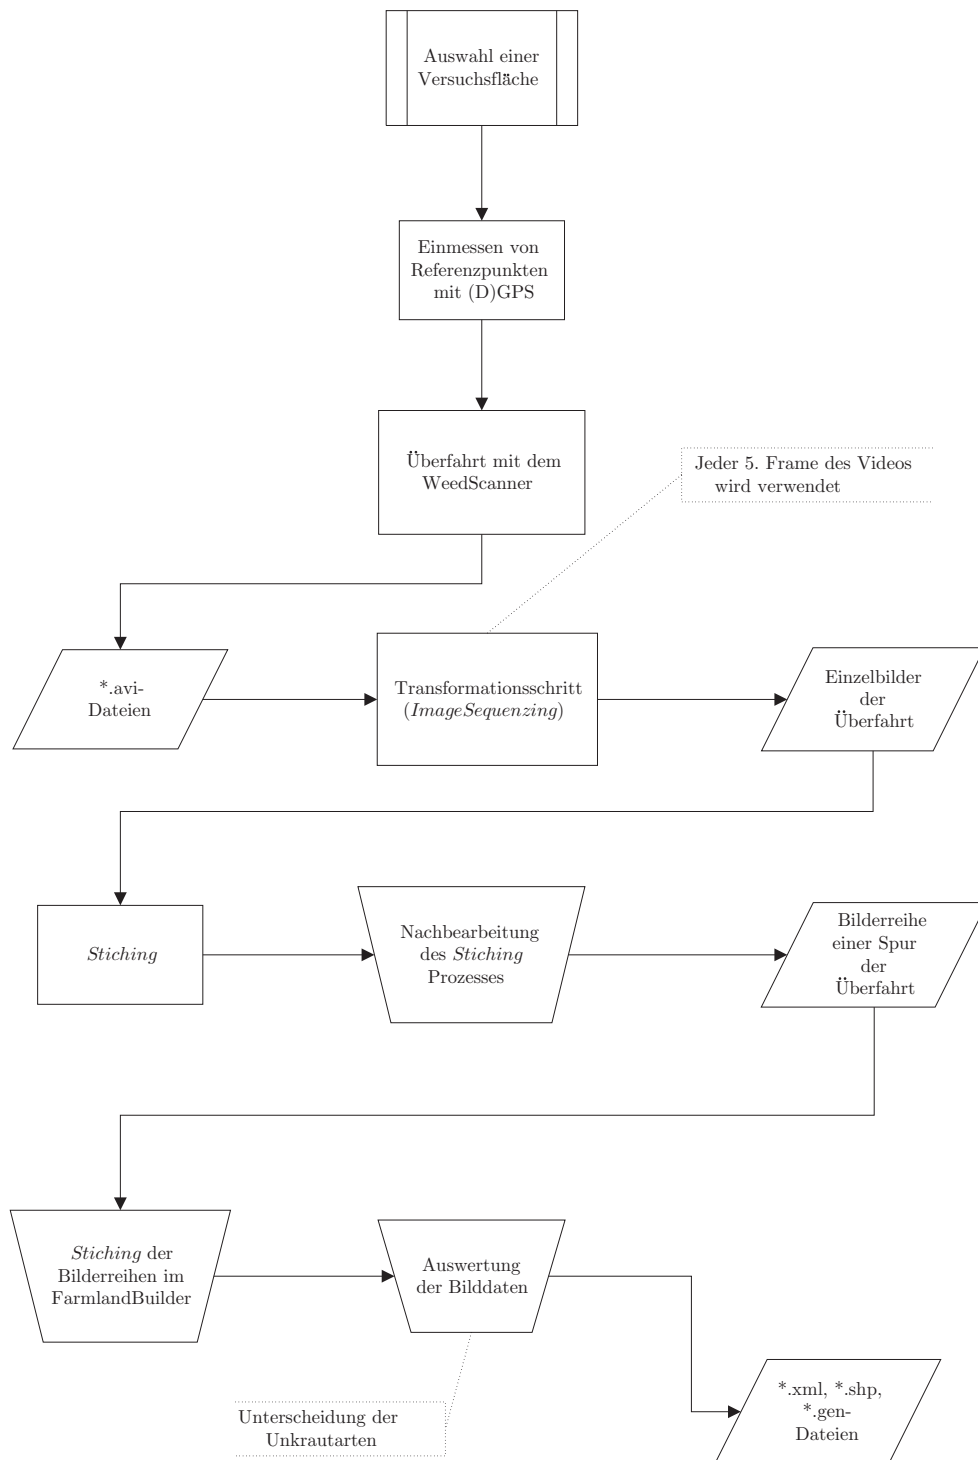 Auswahl einer
Versuchsfläche
Einmessen von
Referenzpunkten
mit (D)GPS
Überfahrt mit dem
WeedScanner
Jeder 5. Frame des Videos
wird verwendet
*.avi-
Dateien
Transformationsschritt
(ImageSequenzing)
Einzelbilder
der
Überfahrt
Stiching
Nachbearbeitung
des Stiching
Prozesses
Bilderreihe
einer Spur
der
Überfahrt
Stiching der
Bilderreihen im
FarmlandBuilder
Auswertung
der Bilddaten
Unterscheidung der
Unkrautarten
*.xml, *.shp,
*.gen-
Dateien